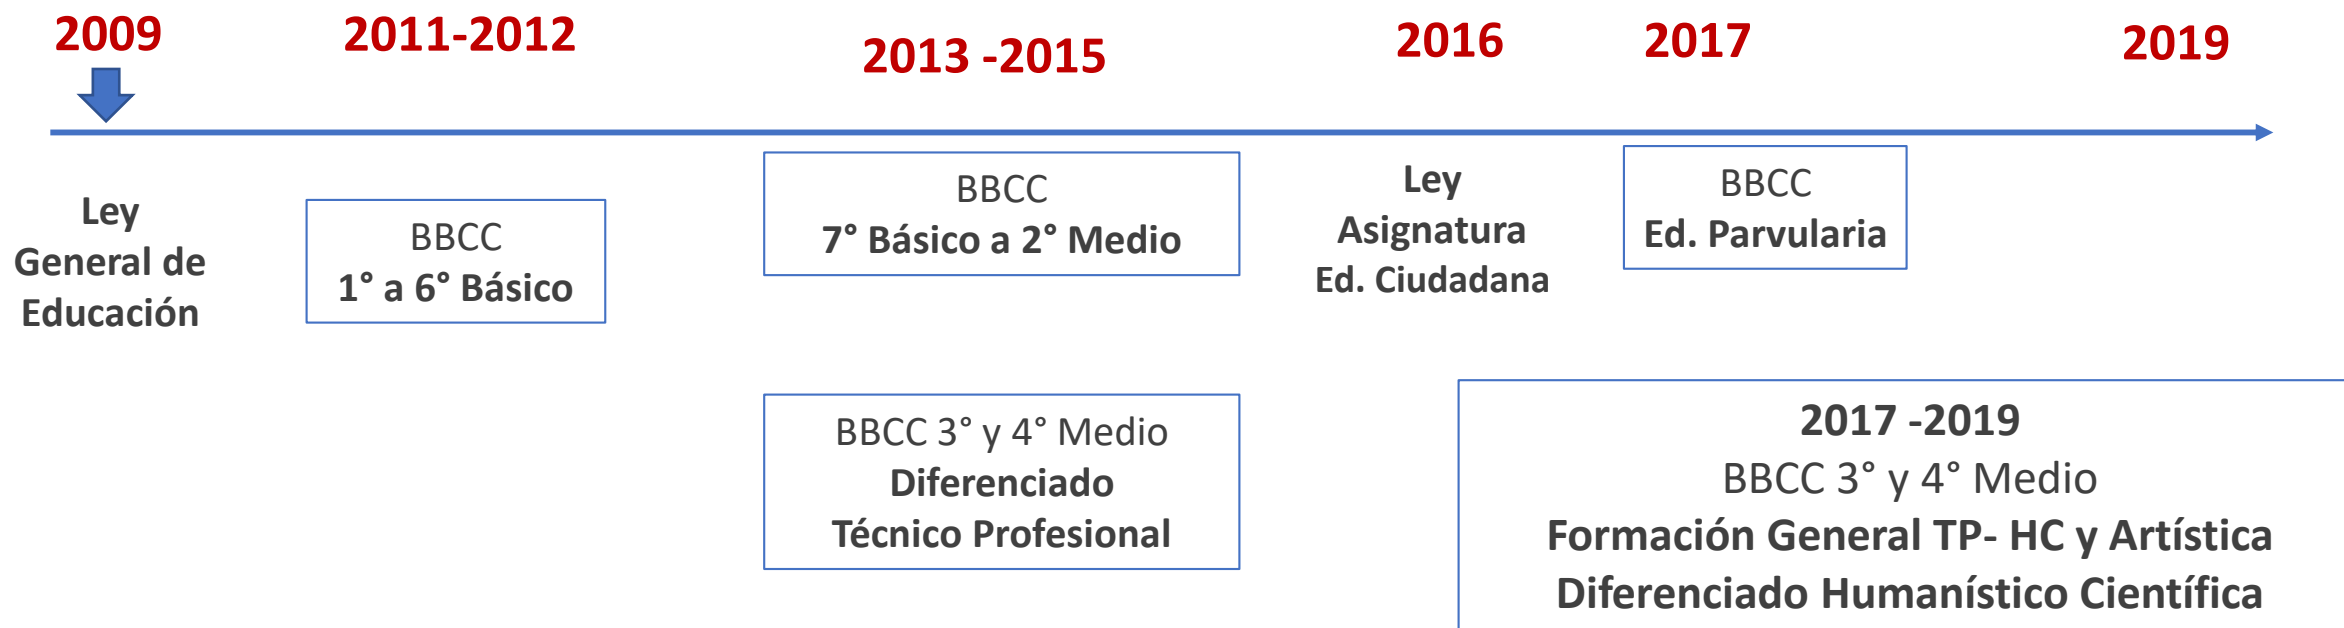 2009
2011-2012
2013 -2015
2016
2017
2019
Ley
General de
Educación
BBCC
1° a 6° Básico
BBCC
7° Básico a 2° Medio
Ley
Asignatura
Ed. Ciudadana
BBCC
Ed. Parvularia
BBCC 3° y 4° Medio
Diferenciado
Técnico Profesional
2017 -2019
BBCC 3° y 4° Medio
Formación General TP- HC y Artística
Diferenciado Humanístico Científica